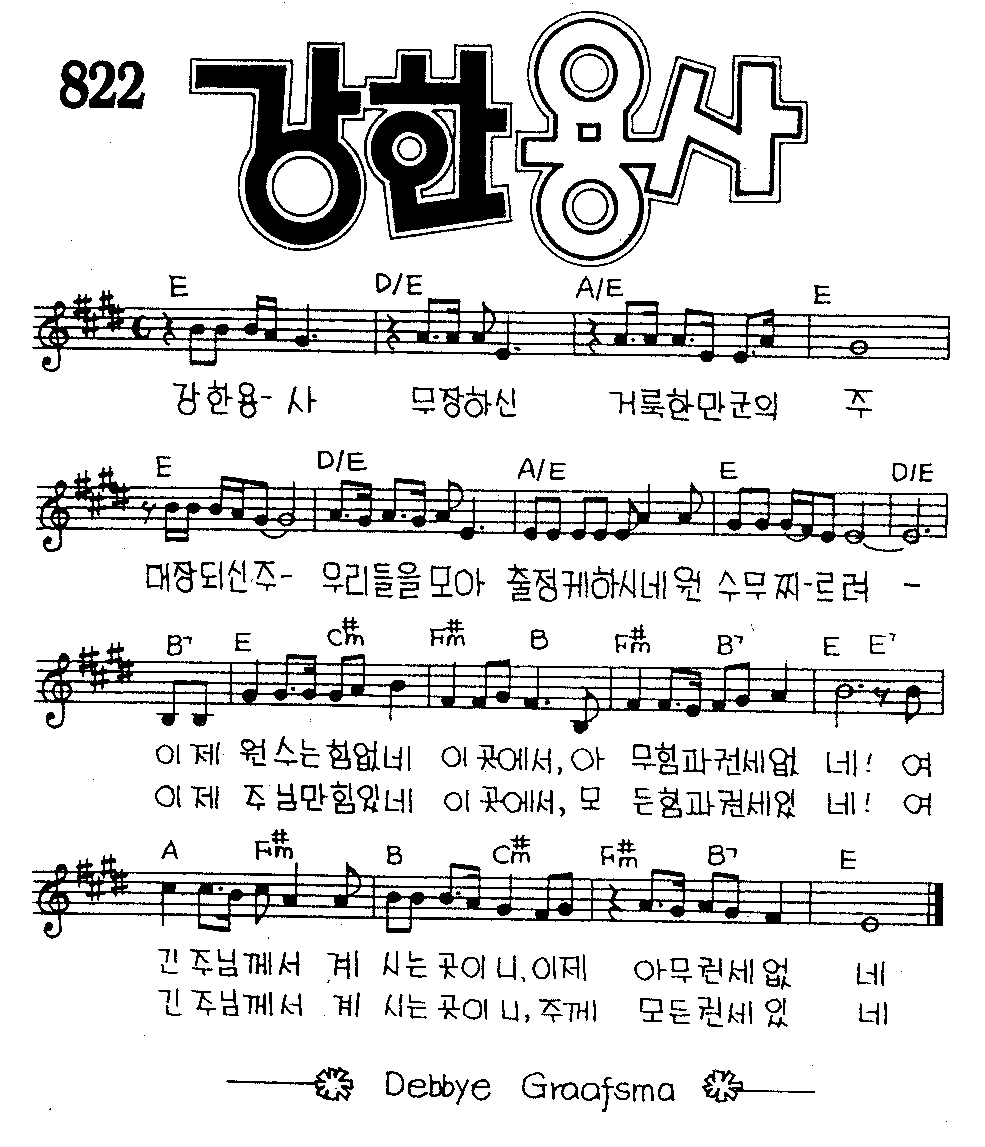 822 강한용사
E D/E A/E E
강한용- 사 무장하신 거룩한만군의 주
E D/E A/E E D/E
대장되신주- 우리들을모아 출정케하시네원 수무찌-르려 -
B7 E C#m F#m B F#m B7 E E7
이제 원수는힘없네 이곳에서, 아 무힘과권세없 네! 여
이제 주님만힘있네 이곳에서, 모 든힘과권세있 네! 여
A F#m B C#m F#m B7 E
긴 주님께서 계 시는곳이니, 이제 아무권세없 네
긴 주님께서 계 시는곳이니, 주께 모든권세있 네
Debbye Graafsma